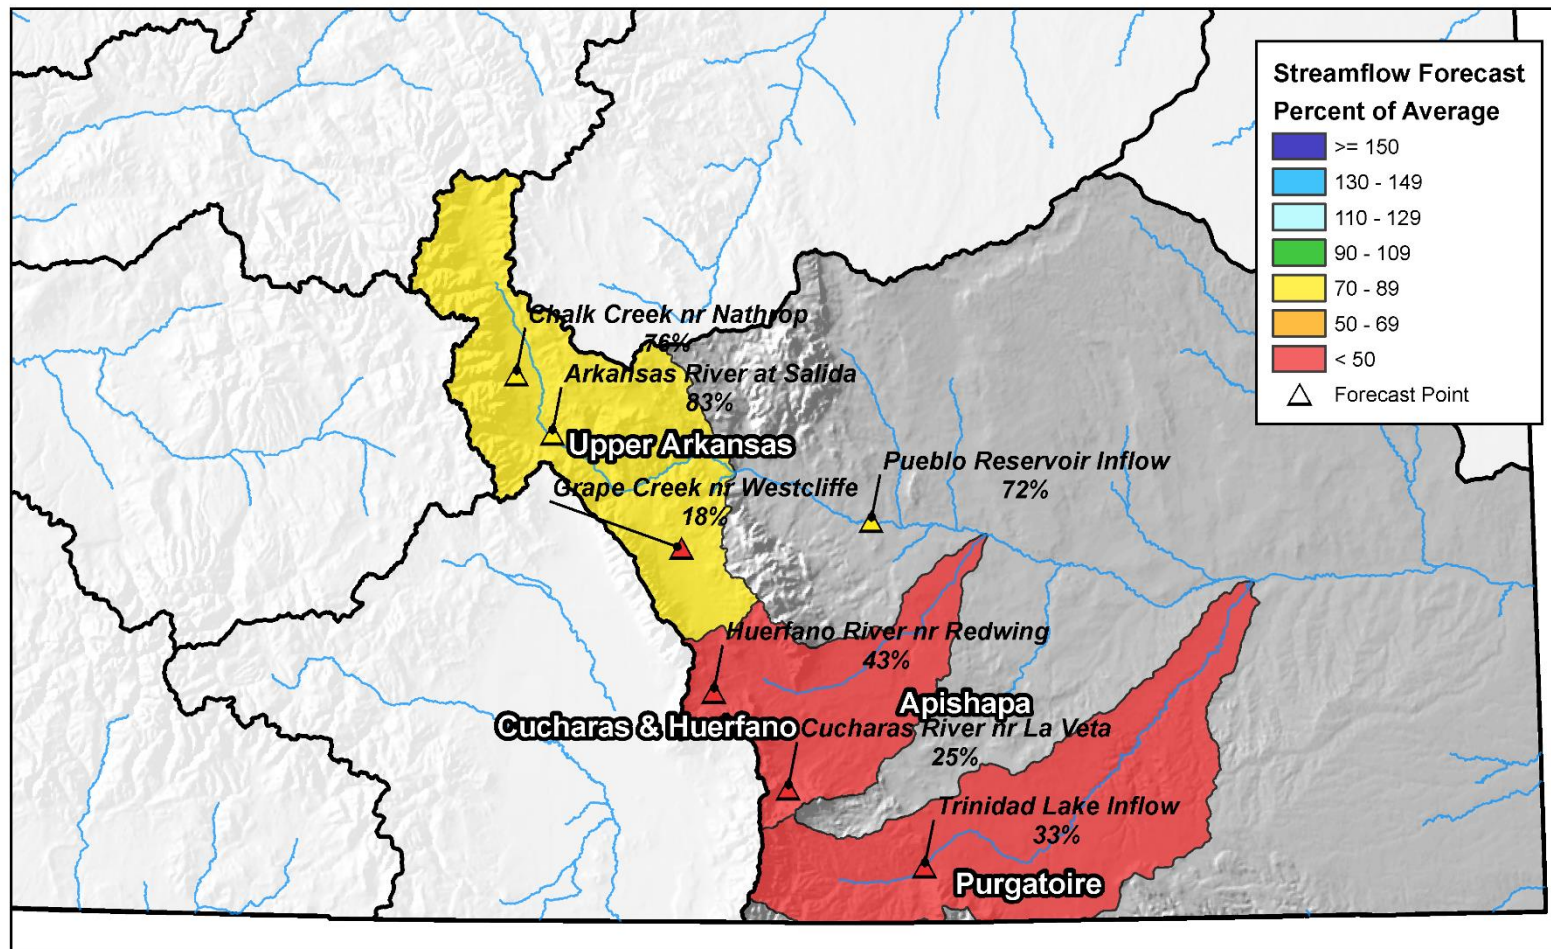 Streamflow Forecast
Percent of Average
>= 150
130 - 149
110 - 129
90 - 109
70 - 89
50 - 69
< 50
Forecast Point
Chalk Creek nr Nathrop
76%
Arkansas River at Salida
83%
Upper Arkansas
Pueblo Reservoir Inflow
72%
Grape Creek nr Westcliffe
18%
Huerfano River nr Redwing
43%
Apishapa
Cucharas & Huerfano
Cucharas River nr La Veta
25%
Trinidad Lake Inflow
33%
Purgatoire